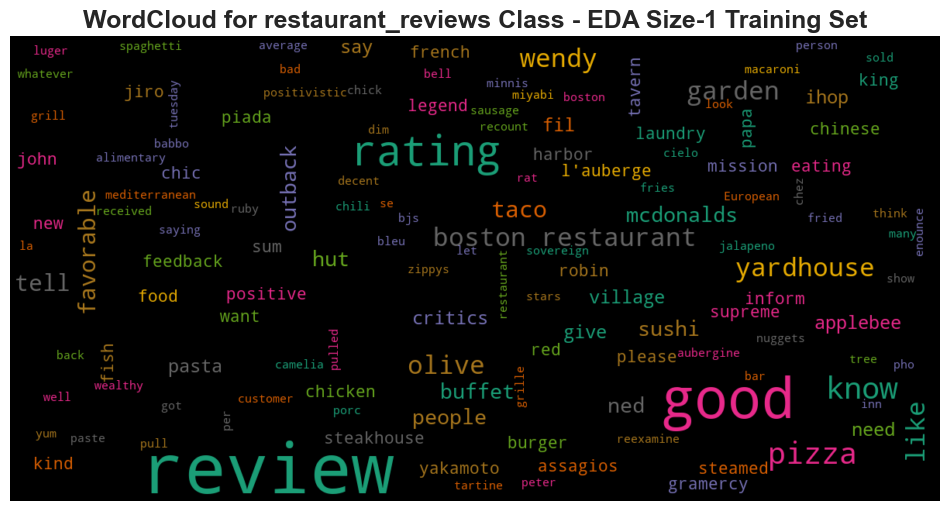 WordCloud for restaurant_reviews Class - EDA Size-1 Training Set
luger spaghetti average say french wendy macaroni person sold
whatever bad bell minnis tavern king
jiro tuesday positivistic chick legend miyabi boston garden look ihop
grill piada sausage recount fil laundry papa chinese
john babbo dim rating harbor cielo
alimentary chic outback l'auberge mission eating
mediterranean decent rat fries European chez
new favorable received sound ruby chili se bjs taco mcdonalds fried think many enounce
la saying sum bleu let boston restaurant sovereign jalapeno
tell feedback hut zippys restaurant robin yardhouse show
food positive stars village inform
want critics give supreme applebee
fish pulled sushi nuggets
back pasta camelia olive red please aubergine tree pho
well wealthy chicken buffet grille bar know inn
got per customer porc people ned good like
yum paste pull steakhouse burger reexamine need
kind review yakamoto assagios steamed pizza
tartine peter gramercy